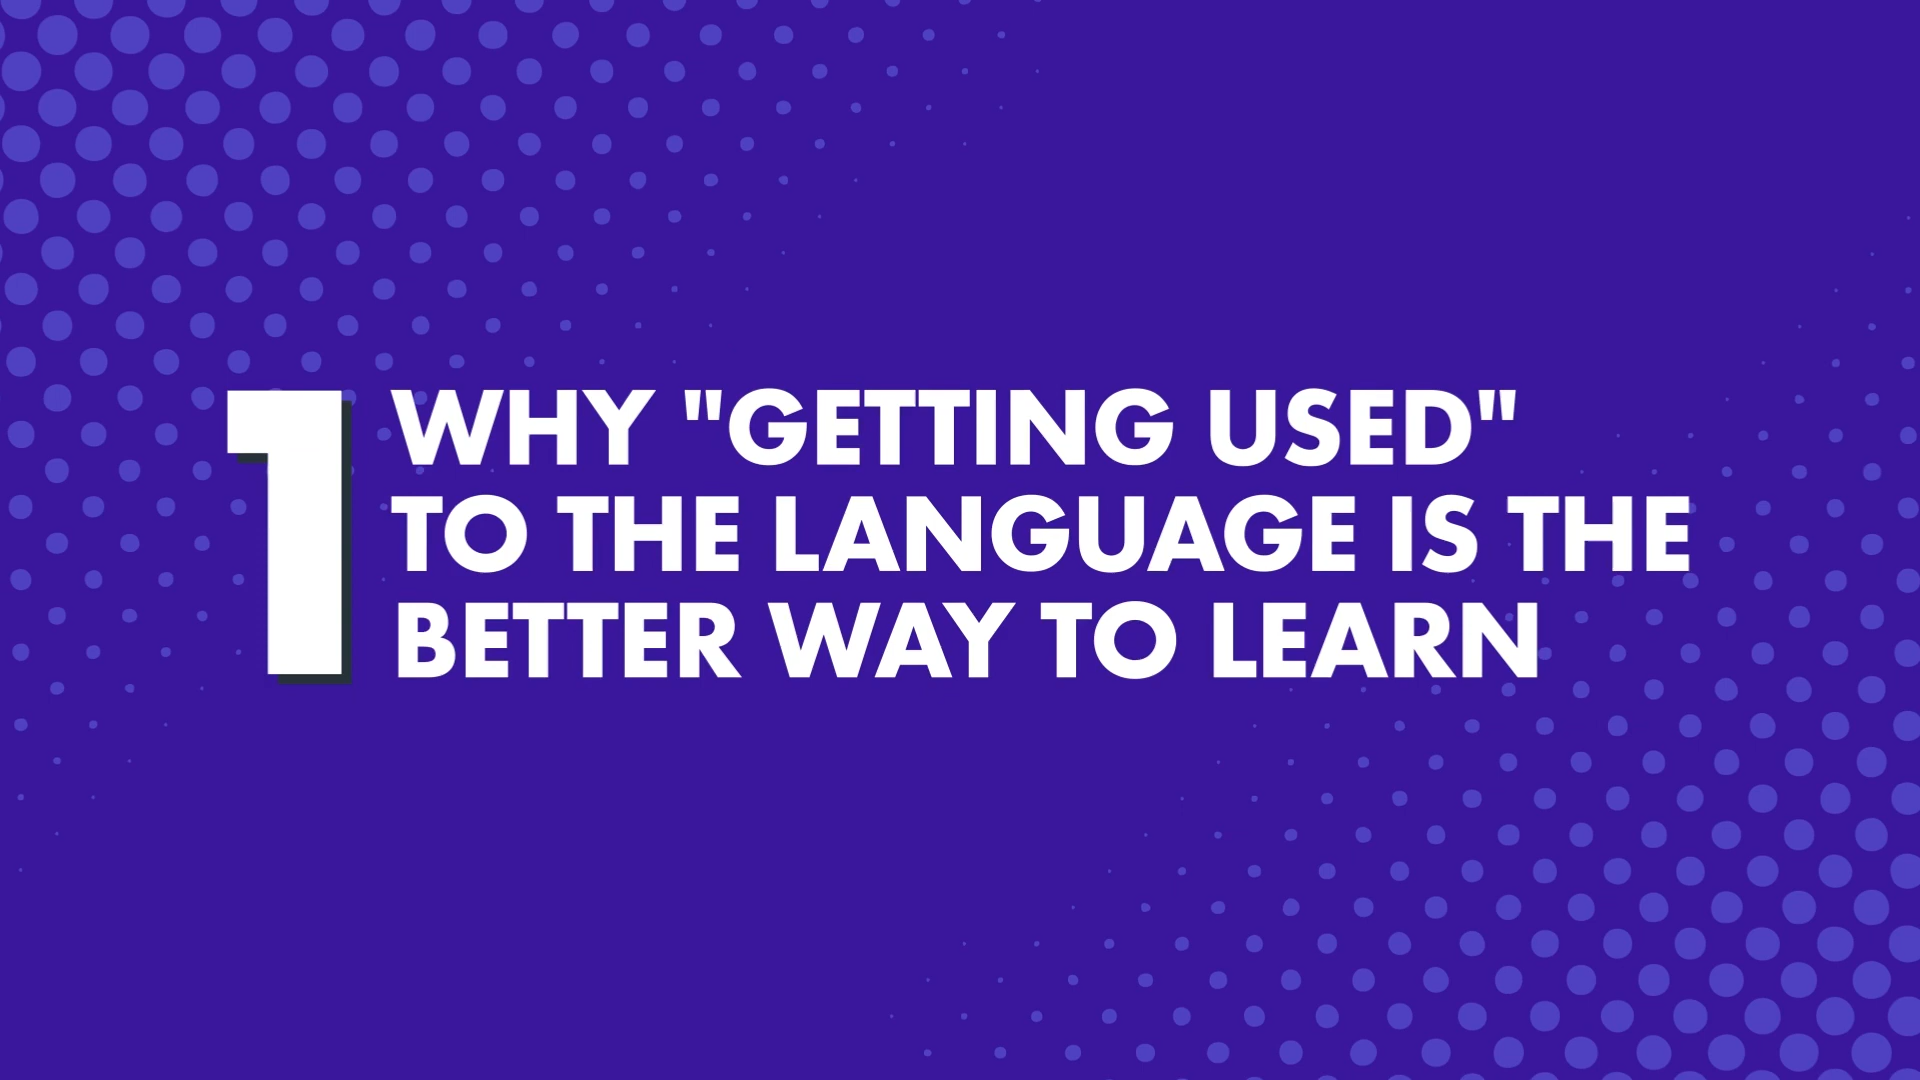 1 WHY "GETTING USED"
TO THE LANGUAGE IS THE
BETTER WAY TO LEARN